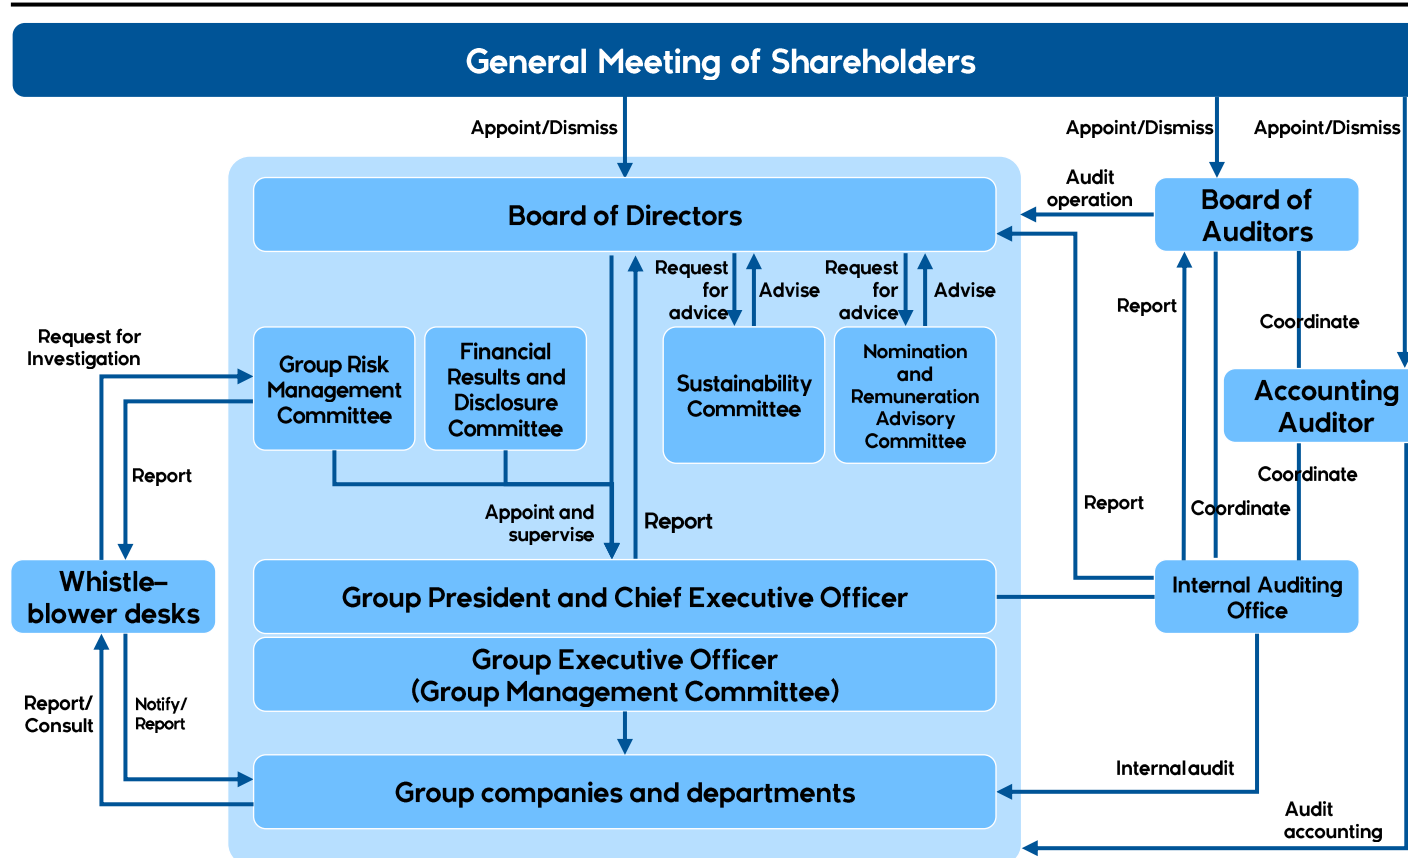 General Meeting of Shareholders
Appoint/Dismiss
Appoint/Dismiss
Appoint/Dismiss
Board of Directors
Audit
operation
Board of
Auditors
Request
for
advice
Advise
Request
for
advice
Advise
Report
Coordinate
Request for
Investigation
Group Risk
Management
Committee
Financial
Results and
Disclosure
Committee
Sustainability
Committee
Nomination
and
Remuneration
Advisory
Committee
Accounting
Auditor
Report
Coordinate
Appoint and
supervise
Report
Report
Coordinate
Whistle–
blower desks
Group President and Chief Executive Officer
Internal Auditing
Office
Group Executive Officer
(Group Management Committee)
Report/
Consult
Notify/
Report
Internal audit
Group companies and departments
Audit
accounting